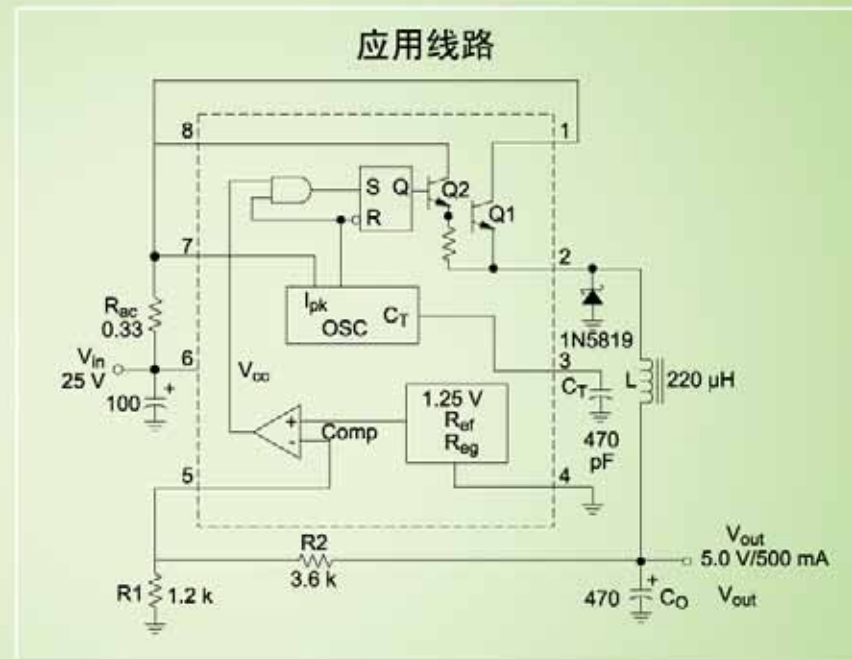 应用线路
8
1
S Q
Q2
R
Q1
7
2
Ipk
CT
OSC
Rac
0.33
1N5819
Vin
25 V
6
VCC
3
CT
L
220 µH
100
+
1.25 V
Ref
Reg
+
-
Comp
470
pF
5
4
R2
3.6 k
Vout
5.0 V/500 mA
R1
1.2 k
470
+
CO
Vout